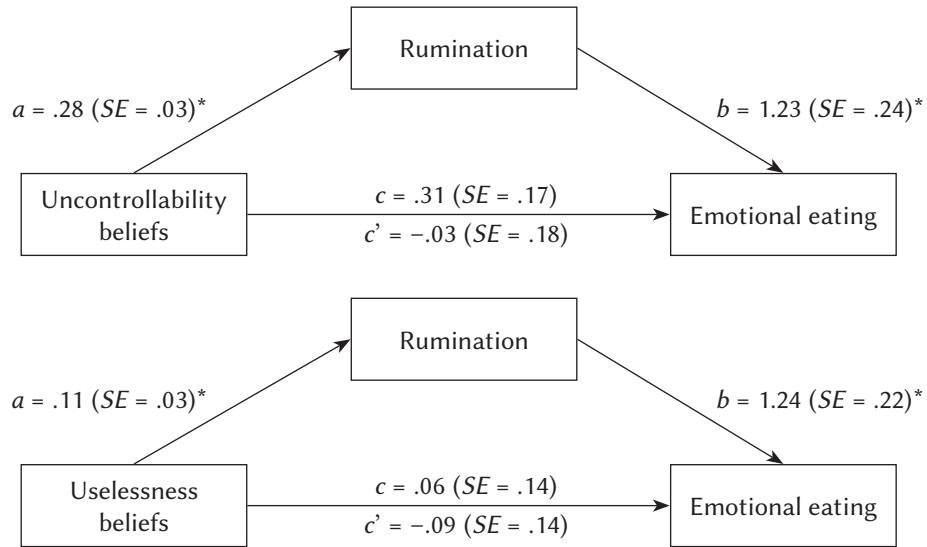 Rumination
a = .28 (SE = .03)*
b = 1.23 (SE = .24)*
Uncontrollability
beliefs
c = .31 (SE = .17)
c’ = –.03 (SE = .18)
Emotional eating
Rumination
a = .11 (SE = .03)*
b = 1.24 (SE = .22)*
Uselessness
beliefs
c = .06 (SE = .14)
c’ = –.09 (SE = .14)
Emotional eating